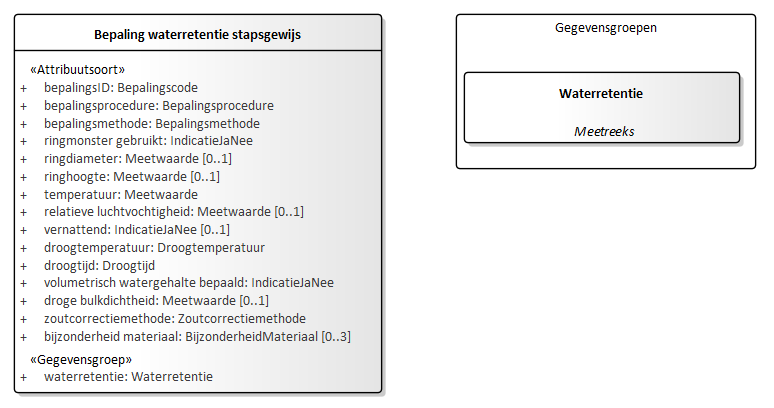 Bepaling waterretentie stapsgewijs
«Attribuutsoort»
+ bepalingsID: Bepalingscode
+ bepalingsprocedure: Bepalingsprocedure
+ bepalingsmethode: Bepalingsmethode
+ ringmonster gebruikt: IndicatieJaNee
+ ringdiameter: Meetwaarde [0..1]
+ ringhoogte: Meetwaarde [0..1]
+ temperatuur: Meetwaarde
+ relatieve luchtvochtigheid: Meetwaarde [0..1]
+ vernattend: IndicatieJaNee [0..1]
+ droogtemperatuur: Droogtemperatuur
+ droogtijd: Droogtijd
+ volumetrisch watergehalte bepaald: IndicatieJaNee
+ droge bulkdichtheid: Meetwaarde [0..1]
+ zoutcorrectiemethode: Zoutcorrectiemethode
+ bijzonderheid materiaal: BijzonderheidMateriaal [0..3]
«Gegevensgroep»
+ waterretentie: Waterretentie
Gegevensgroepen
Waterretentie
Meetreeks